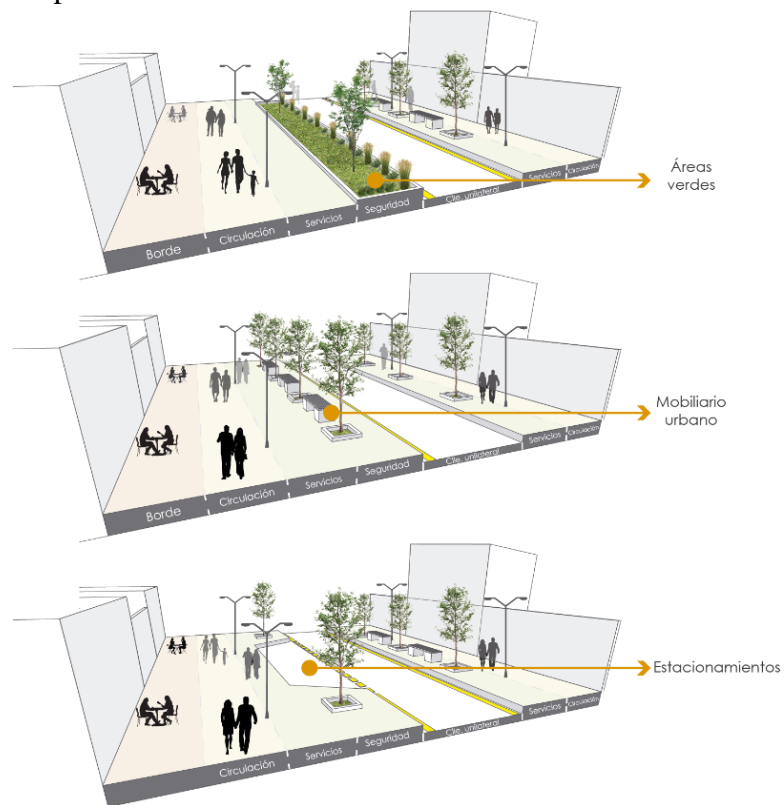 Áreas
verdes
Borde
Circulación
Servicios
Seguridad
Clle. unilateral
Servicios
Circulación
Mobiliario
urbano
Borde
Circulación
Servicios
Seguridad
Clle. unilateral
Servicios
Circulación
Estacionamientos
Circulación
Servicios
Seguridad
Clle. unilateral
Servicios
Circulación